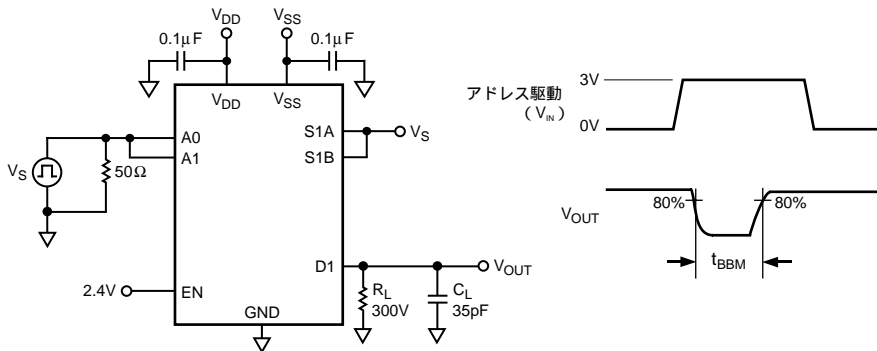 VDD
VSS
0.1μF
0.1μF
VDD
VSS
A0
A1
VS
50Ω
S1A
S1B
VS
D1
VOUT
2.4V
EN
GND
RL
300V
CL
35pF
アドレス駆動
(VIN)
3V
0V
VOUT
80%
80%
tBBM